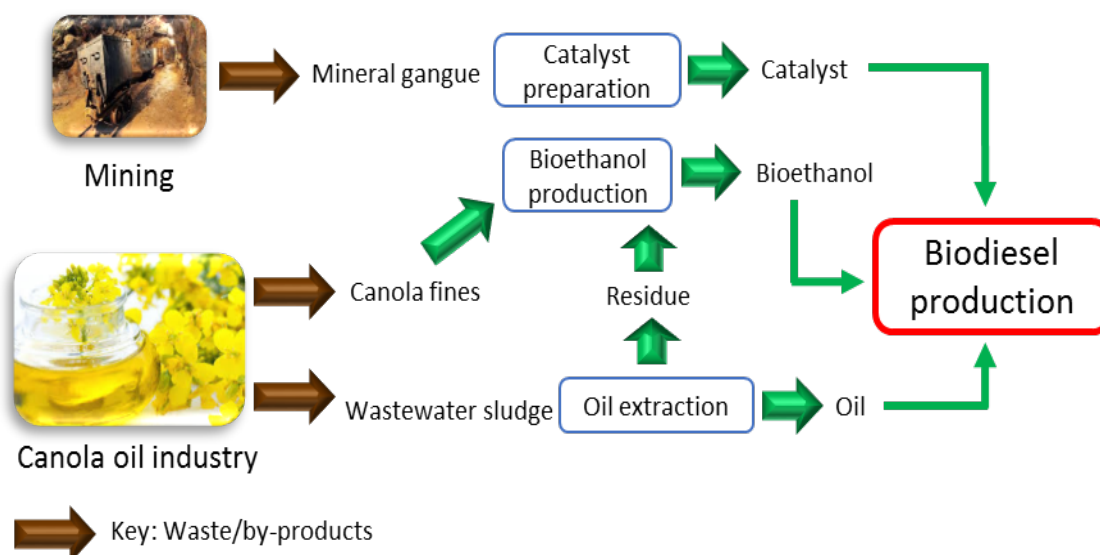 Mineral gangue
Catalyst
preparation
Catalyst
Mining
Bioethanol
production
Bioethanol
Biodiesel
production
Canola fines
Residue
Wastewater sludge
Oil extraction
Oil
Canola oil industry
Key: Waste/by-products